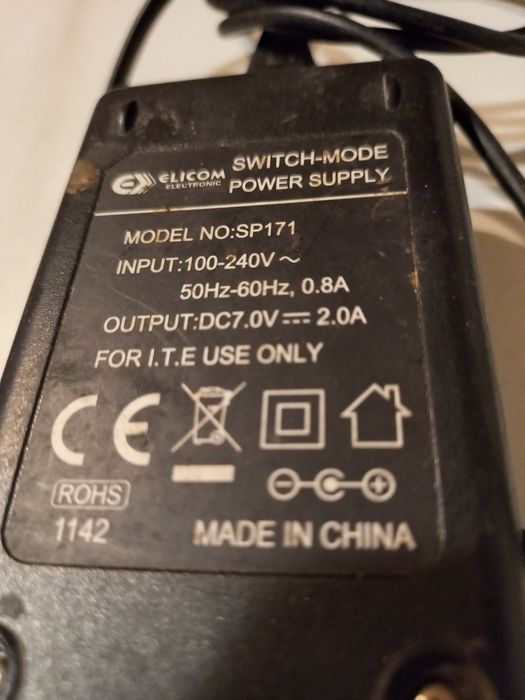 ELICOM
ELECTRONIC
SWITCH-MODE
POWER SUPPLY
MODEL NO:SP171
INPUT:100-240V~
50Hz-60Hz, 0.8A
OUTPUT:DC7.0V⎓2.0A
FOR I.T.E USE ONLY
CE
ROHS
1142
MADE IN CHINA